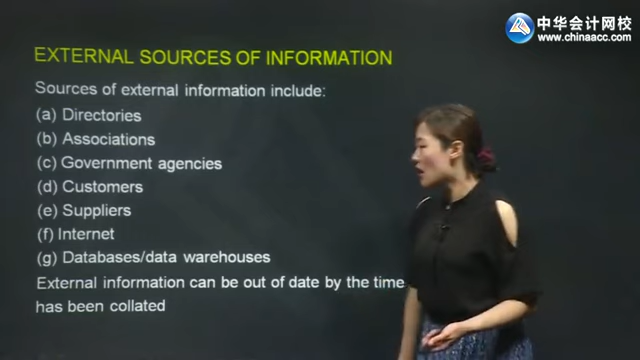 中华会计网校
www.chinaacc.com
EXTERNAL SOURCES OF INFORMATION
Sources of external information include:
(a) Directories
(b) Associations
(c) Government agencies
(d) Customers
(e) Suppliers
(f) Internet
(g) Databases/data warehouses
External information can be out of date by the time
has been collated